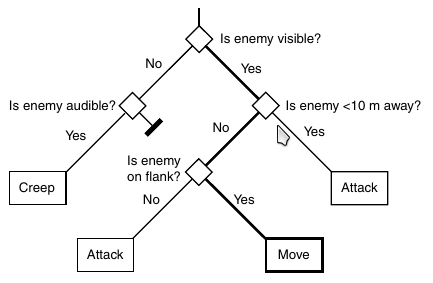 Is enemy visible?
No
Yes
Is enemy audible?
Is enemy <10 m away?
Yes
No
Yes
Is enemy
on flank?
Creep
No
Yes
Attack
Attack
Move